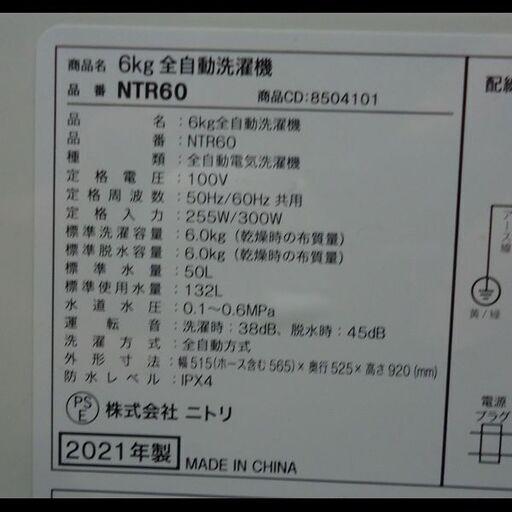 商品名 6kg 全自動洗濯機
品 番 NTR60 商品CD:8504101
品名:6kg全自動洗濯機
品番:NTR60
種類:全自動電気洗濯機
定格電圧:100V
定格周波数:50Hz/60Hz 共用
定格入力:255W/300W
標準洗濯容量:6.0kg (乾燥時の布質量)
標準脱水容量:6.0kg (乾燥時の布質量)
標準水量:50L
標準使用水量:132L
水道水圧:0.1~0.6MPa
運転音:洗濯時:38dB、脱水時:45dB
洗濯方式:全自動方式
外形寸法:幅515(ホース含む565)×奥行525×高さ920(mm)
防水レベル:IPX4
PS
E
株式会社 ニトリ
2021年製
MADE IN CHINA
アース線
黄/緑
電源
プラグ